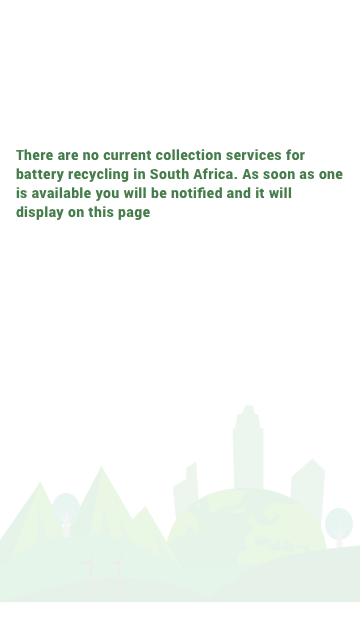 There are no current collection services for
battery recycling in South Africa. As soon as one
is available you will be notified and it will
display on this page